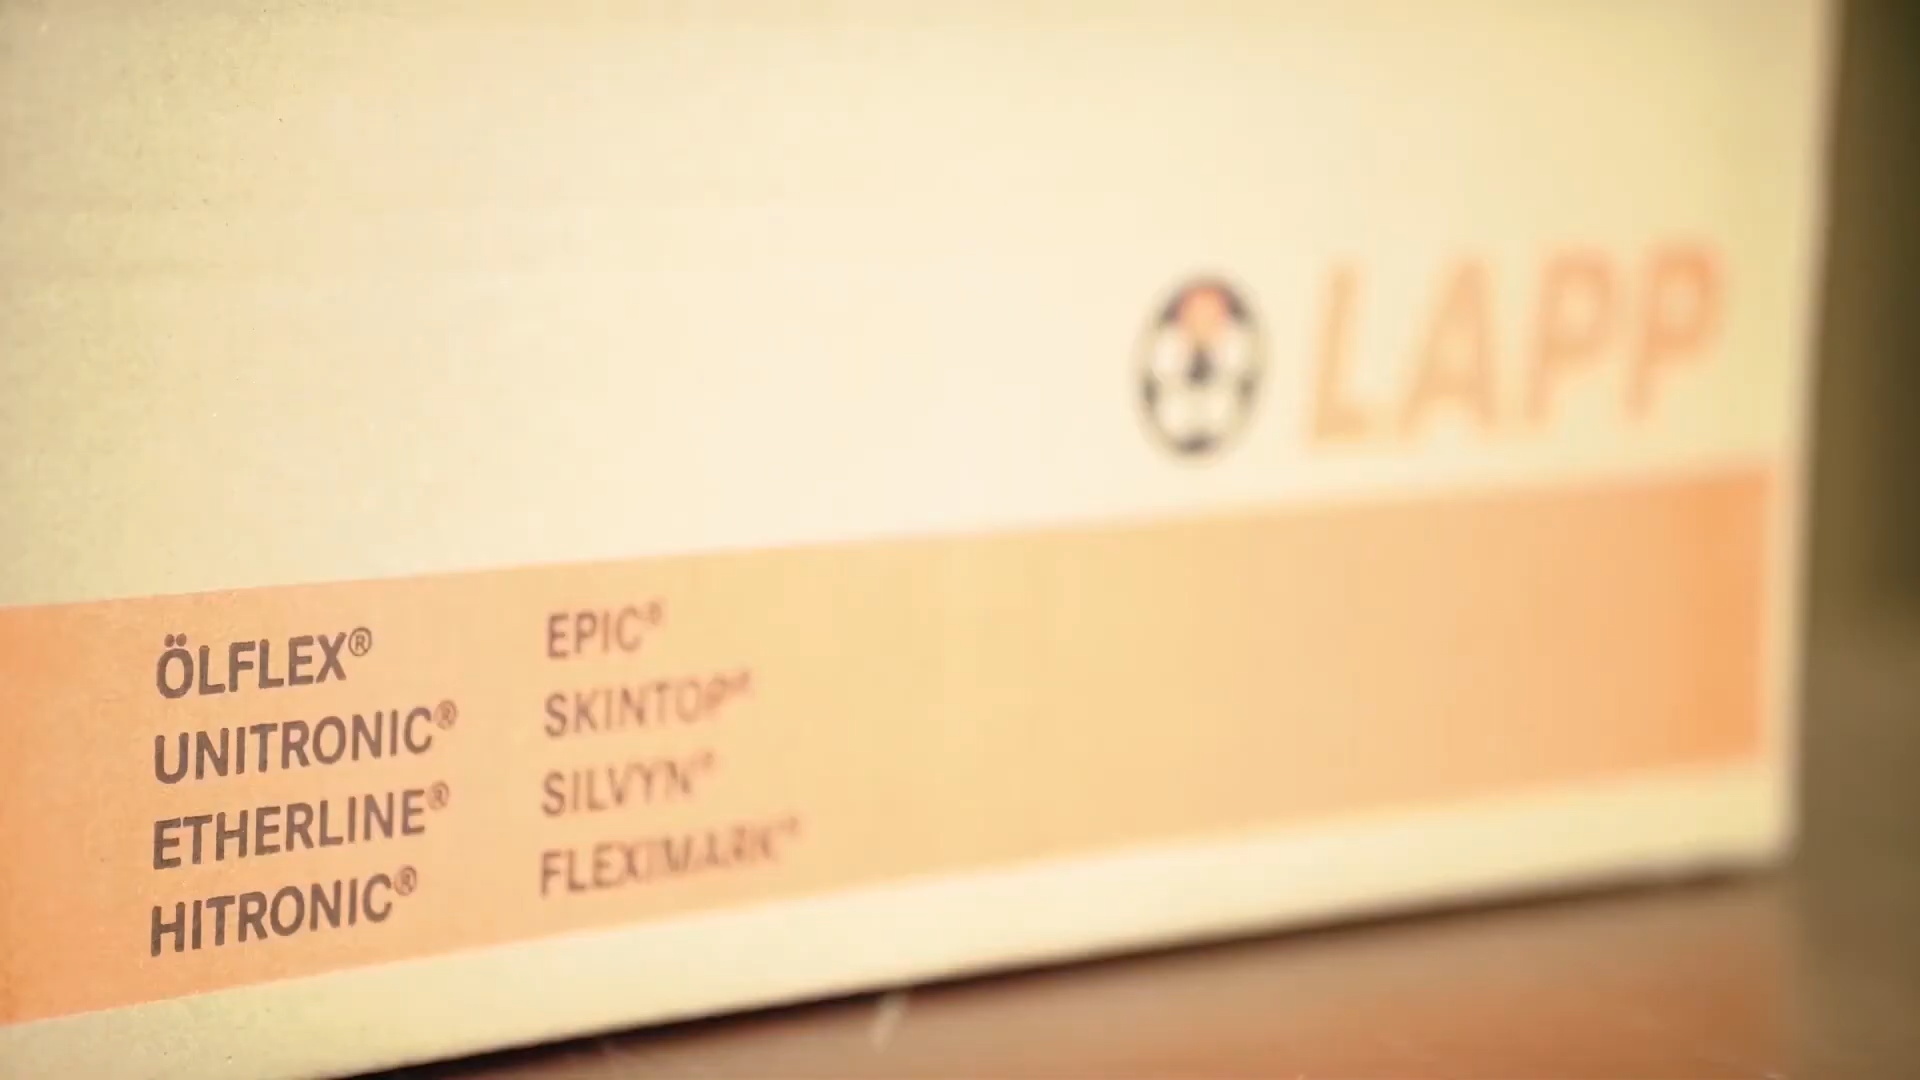 LAPP
ÖLFLEX®
UNITRONIC®
ETHERLINE®
HITRONIC®
EPIC®
SKINTOP®
SILVYN®
FLEXIMARK®